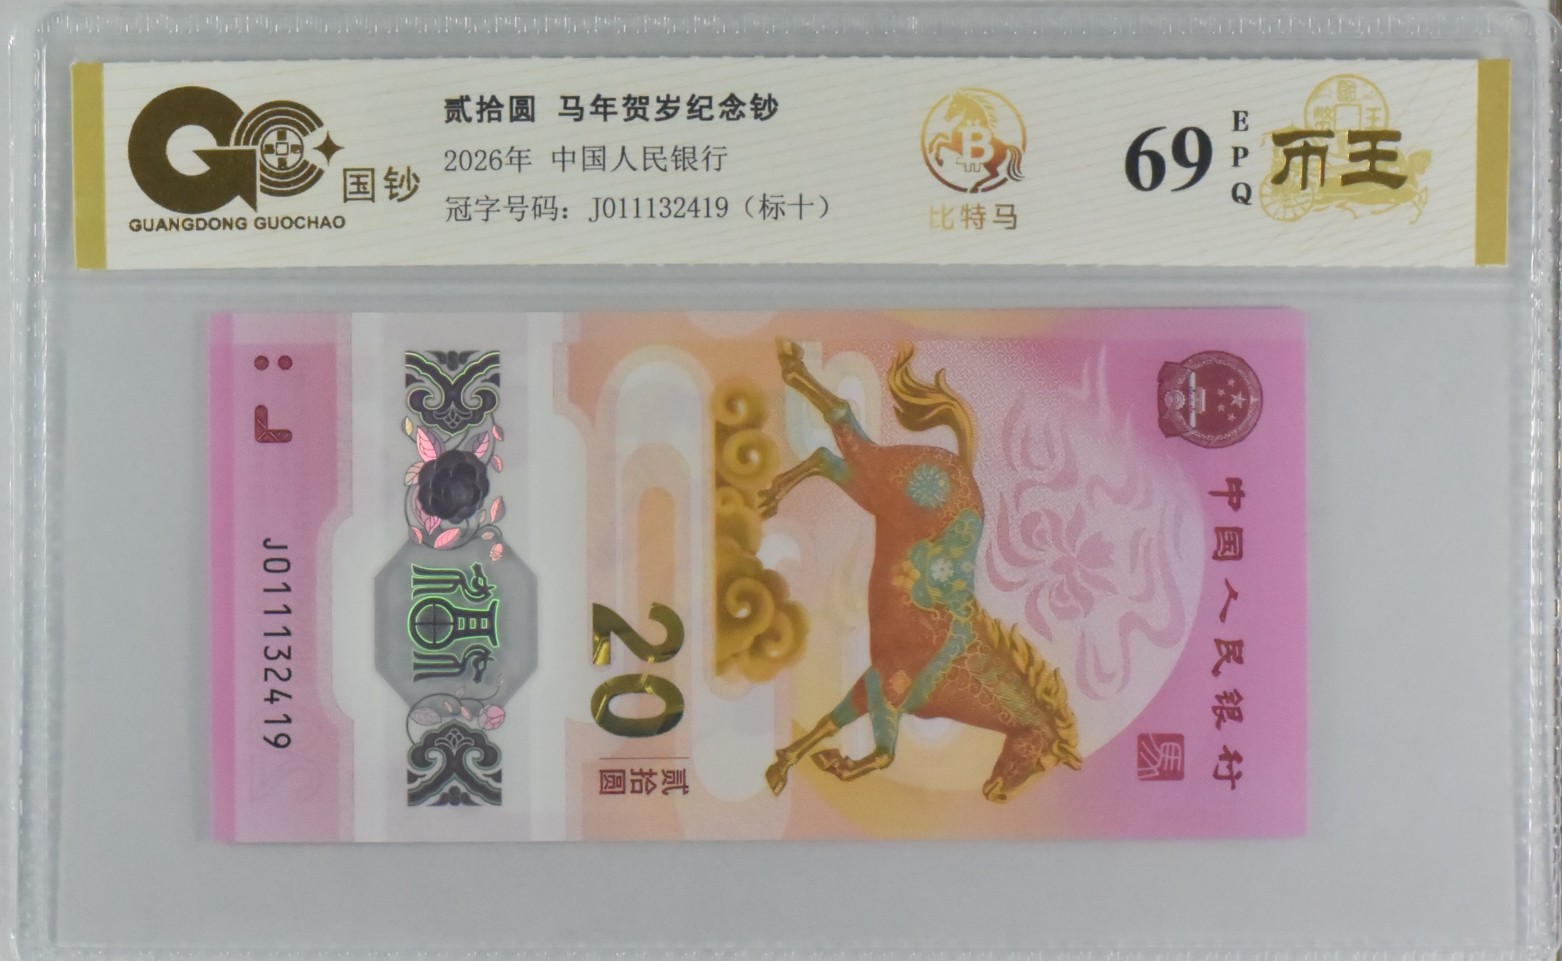 GUANGDONG GUOCHAO
国钞
贰拾圆 马年贺岁纪念钞
2026年 中国人民银行
冠字号码：J011132419（标十）
B
比特马
69
EPQ
币王
J011132419
20
贰拾圆
中国人民银行
马